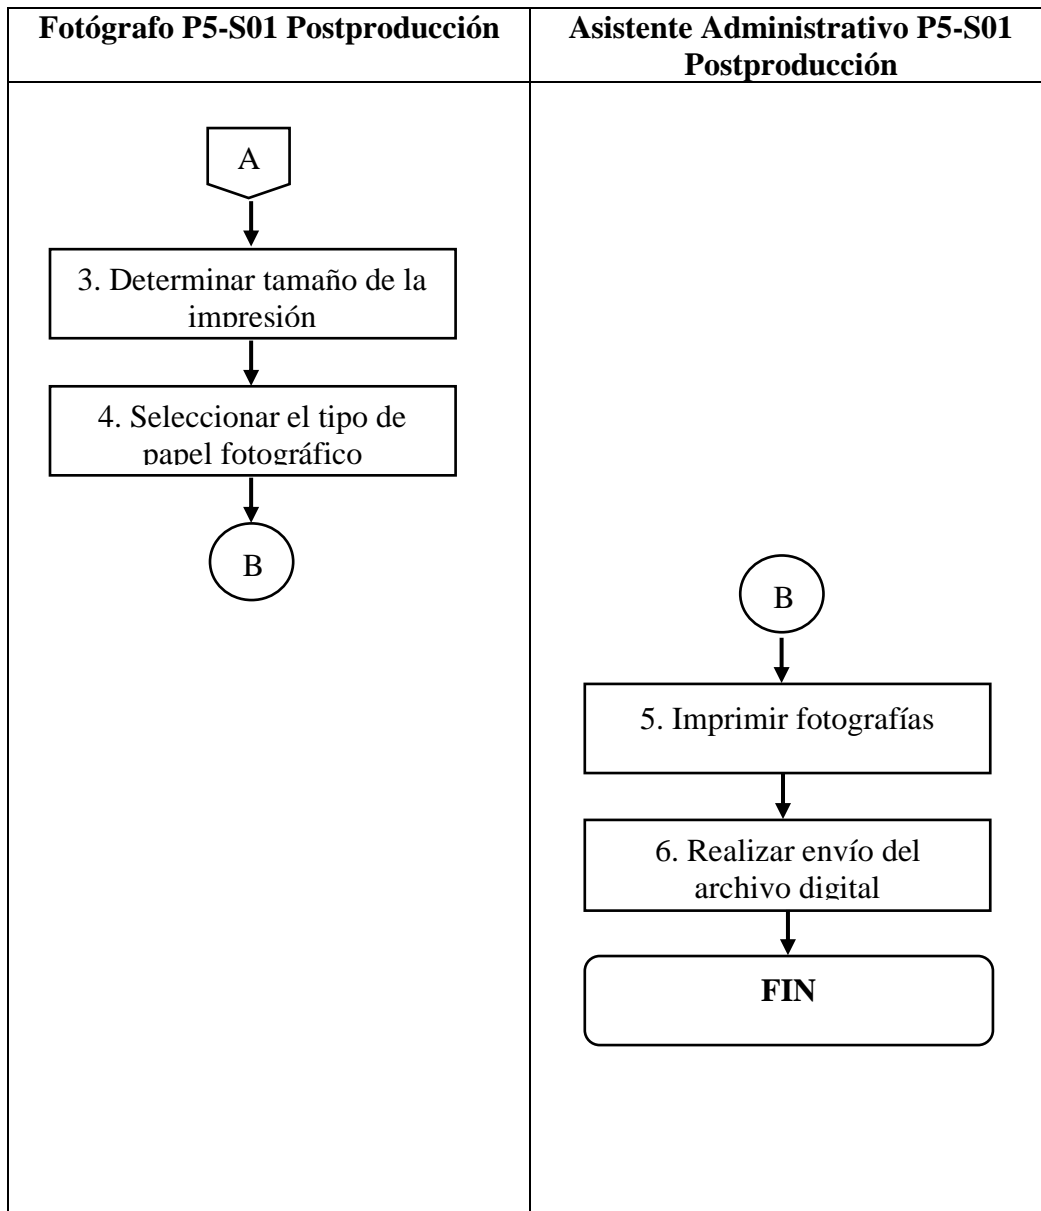 Fotógrafo P5-S01 Postproducción
Asistente Administrativo P5-S01
Postproducción
A
3. Determinar tamaño de la
impresión
4. Seleccionar el tipo de
papel fotográfico
B
B
5. Imprimir fotografías
6. Realizar envío del
archivo digital
FIN